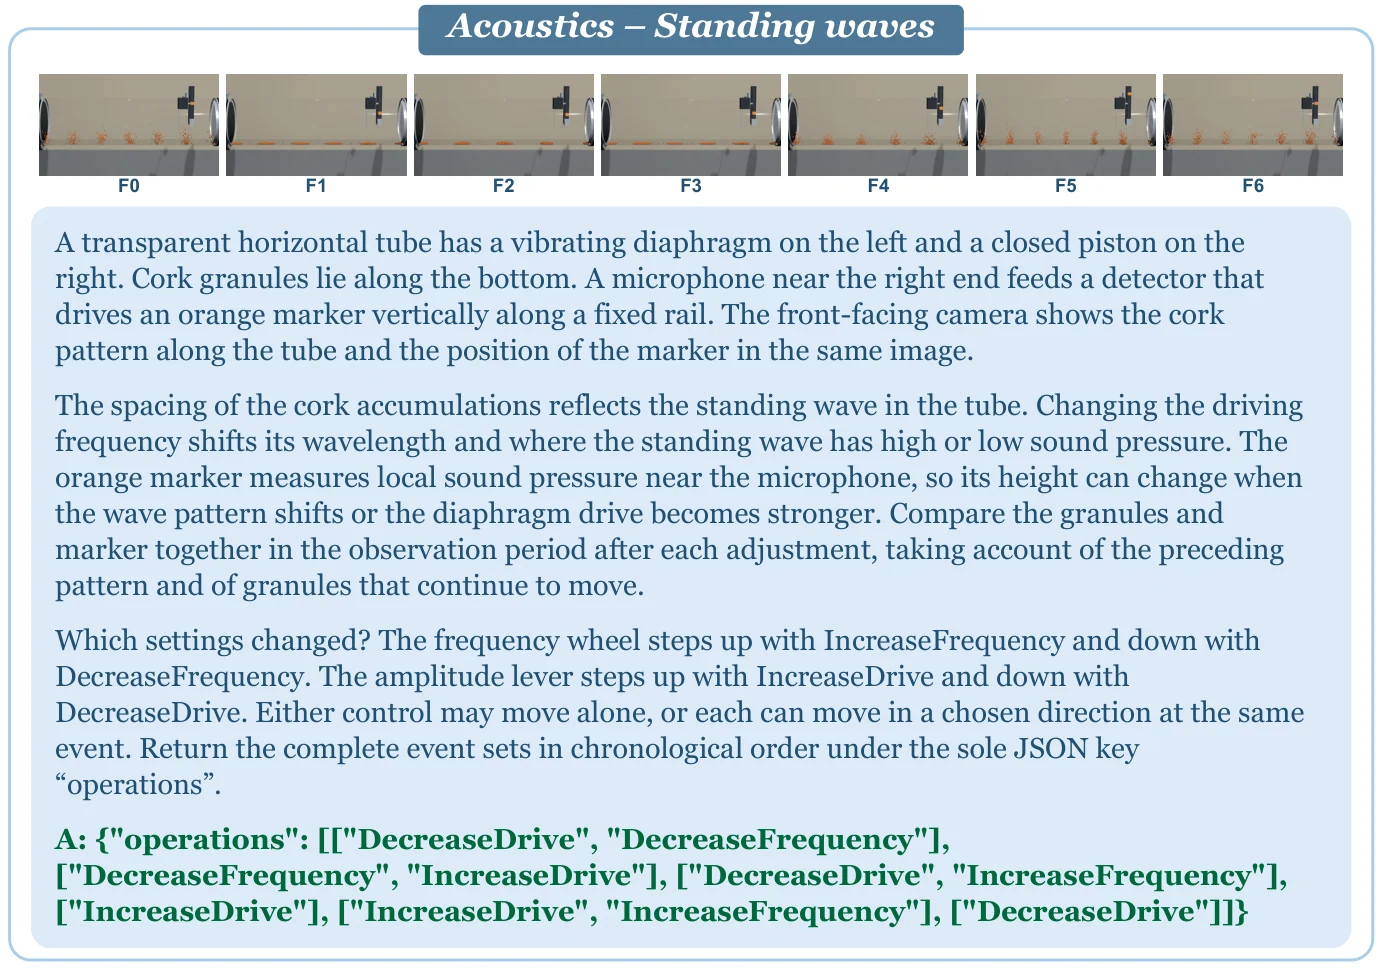 Acoustics – Standing waves
F0 F1 F2 F3 F4 F5 F6
A transparent horizontal tube has a vibrating diaphragm on the left and a closed piston on the
right. Cork granules lie along the bottom. A microphone near the right end feeds a detector that
drives an orange marker vertically along a fixed rail. The front-facing camera shows the cork
pattern along the tube and the position of the marker in the same image.
The spacing of the cork accumulations reflects the standing wave in the tube. Changing the driving
frequency shifts its wavelength and where the standing wave has high or low sound pressure. The
orange marker measures local sound pressure near the microphone, so its height can change when
the wave pattern shifts or the diaphragm drive becomes stronger. Compare the granules and
marker together in the observation period after each adjustment, taking account of the preceding
pattern and of granules that continue to move.
Which settings changed? The frequency wheel steps up with IncreaseFrequency and down with
DecreaseFrequency. The amplitude lever steps up with IncreaseDrive and down with
DecreaseDrive. Either control may move alone, or each can move in a chosen direction at the same
event. Return the complete event sets in chronological order under the sole JSON key
“operations”.
A: {"operations": [["DecreaseDrive", "DecreaseFrequency"],
["DecreaseFrequency", "IncreaseDrive"], ["DecreaseDrive", "IncreaseFrequency"],
["IncreaseDrive"], ["IncreaseDrive", "IncreaseFrequency"], ["DecreaseDrive"]]}